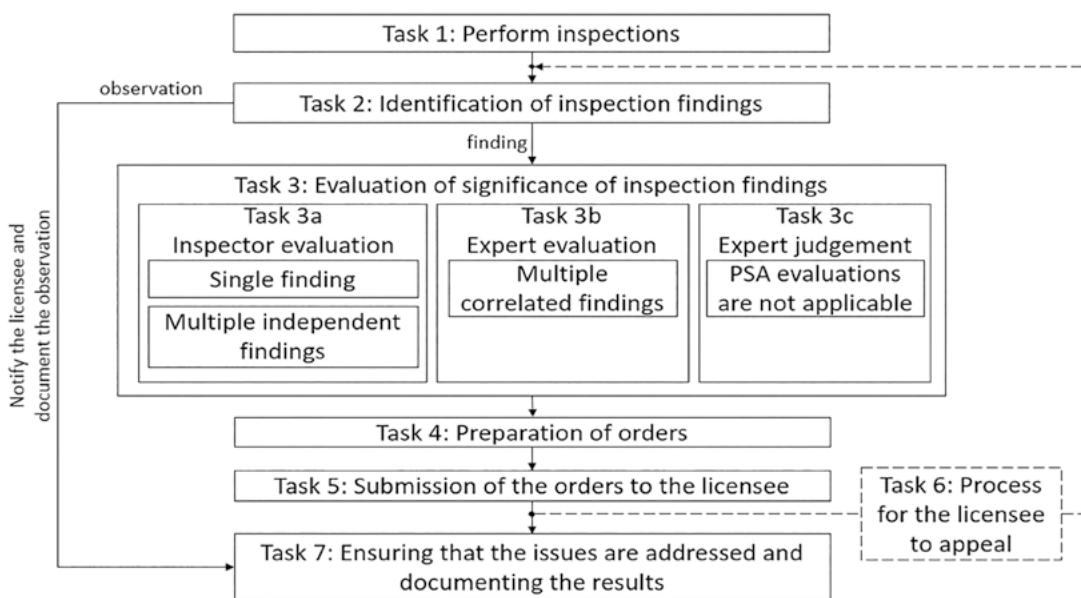 Task 1: Perform inspections
observation
Task 2: Identification of inspection findings
finding
Task 3: Evaluation of significance of inspection findings
Task 3a
Inspector evaluation
Single finding
Multiple independent
findings
Task 3b
Expert evaluation
Multiple
correlated findings
Task 3c
Expert judgement
PSA evaluations
are not applicable
Notify the licensee and
document the observation
Task 4: Preparation of orders
Task 5: Submission of the orders to the licensee
Task 6: Process
for the licensee
to appeal
Task 7: Ensuring that the issues are addressed and
documenting the results